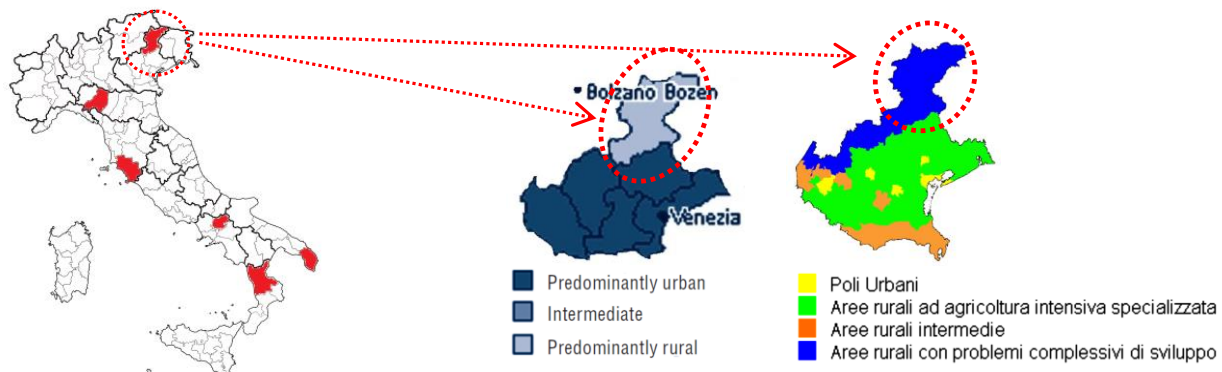 Bolzano Bozen
Venezia
Predominantly urban
Intermediate
Predominantly rural
Poli Urbani
Aree rurali ad agricoltura intensiva specializzata
Aree rurali intermedie
Aree rurali con problemi complessivi di sviluppo